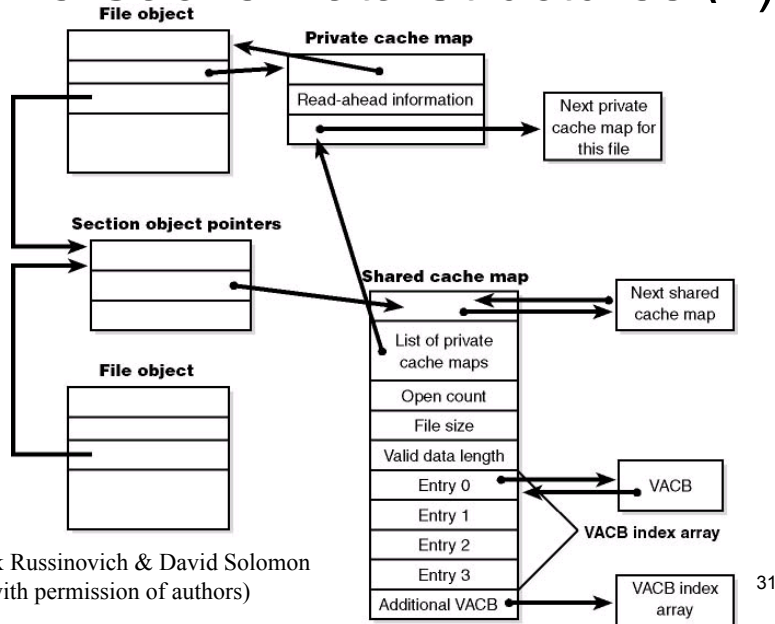 File object
Private cache map
Read-ahead information
Next private
cache map for
this file
Section object pointers
Shared cache map
Next shared
cache map
List of private
cache maps
File object
Open count
File size
Valid data length
Entry 0
VACB
Entry 1
VACB index array
Entry 2
Entry 3
Russinovich & David Solomon
with permission of authors)
Additional VACB
VACB index
array
31